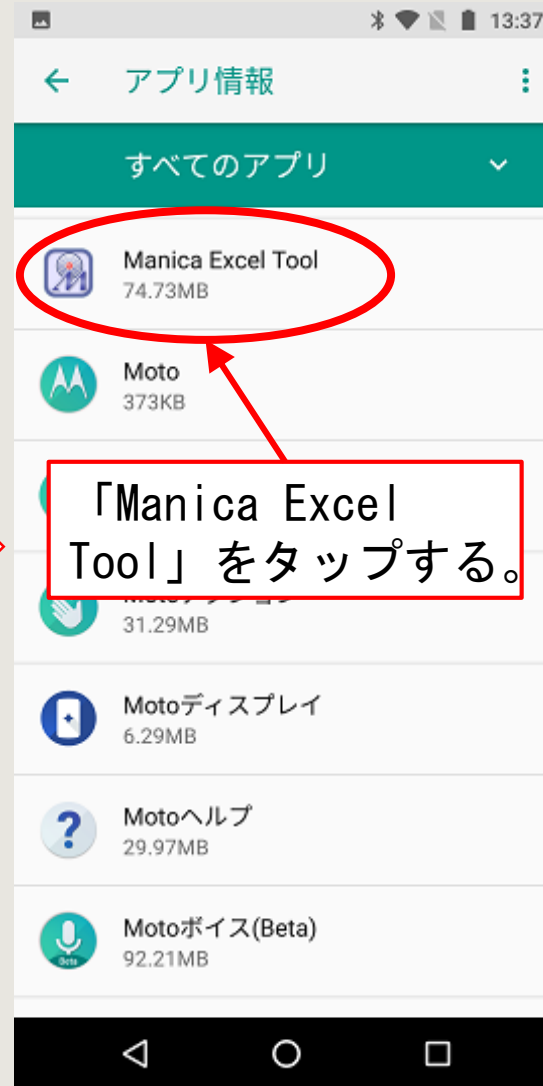 13:37
アプリ情報
すべてのアプリ
Manica Excel Tool
74.73MB
Moto
373KB
「Manica Excel
Tool」をタップする。
31.29MB
Motoディスプレイ
6.29MB
Motoヘルプ
29.97MB
Beta
Motoボイス(Beta)
92.21MB